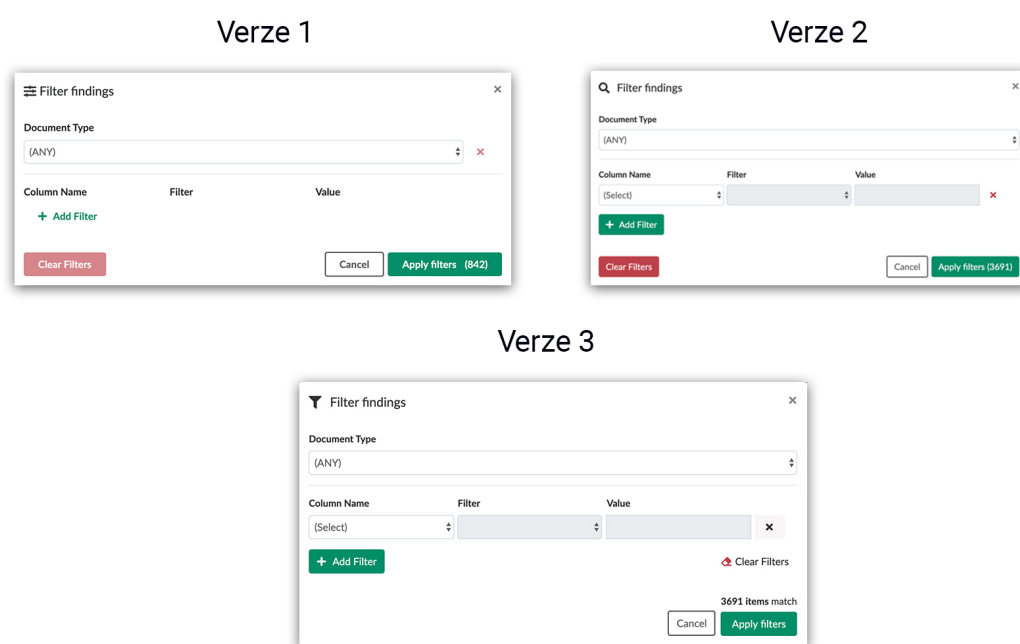 Verze 1
Filter findings
Document Type
(ANY)
Column Name Filter Value
+ Add Filter
Clear Filters Cancel Apply filters (842)
Verze 2
Filter findings
Document Type
(ANY)
Column Name Filter Value
(Select)
+ Add Filter
Clear Filters Cancel Apply filters (3691)
Verze 3
Filter findings
Document Type
(ANY)
Column Name Filter Value
(Select)
+ Add Filter Clear Filters
3691 items match
Cancel Apply filters